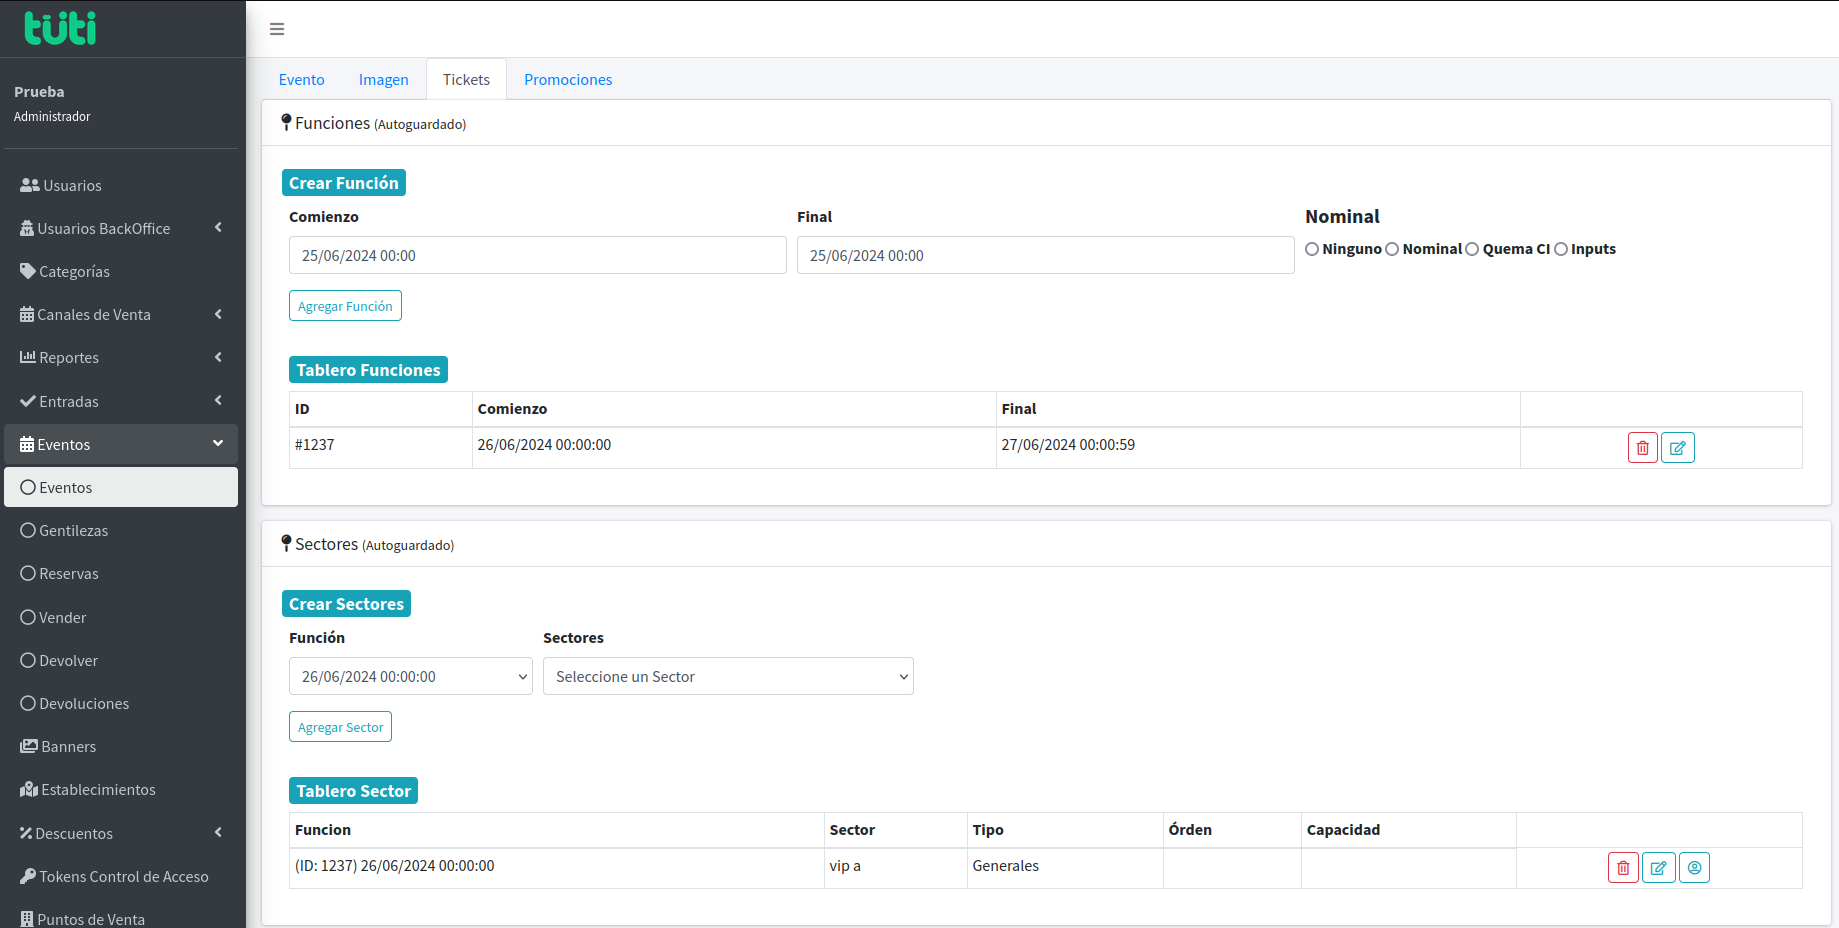 tüti
Prueba
Administrador
Usuarios
Usuarios BackOffice
Categorías
Canales de Venta
Reportes
Entradas
Eventos
Eventos
Gentilezas
Reservas
Vender
Devolver
Devoluciones
Banners
Establecimientos
Descuentos
Tokens Control de Acceso
Puntos de Venta
Evento Imagen Tickets Promociones
Funciones (Autoguardado)
Crear Función
Comienzo Final Nominal
25/06/2024 00:00 25/06/2024 00:00 Ninguno Nominal Quema CI Inputs
Agregar Función
Tablero Funciones
ID Comienzo Final
#1237 26/06/2024 00:00:00 27/06/2024 00:00:59
Sectores (Autoguardado)
Crear Sectores
Función Sectores
26/06/2024 00:00:00 Seleccione un Sector
Agregar Sector
Tablero Sector
Funcion Sector Tipo Órden Capacidad
(ID: 1237) 26/06/2024 00:00:00 vip a Generales